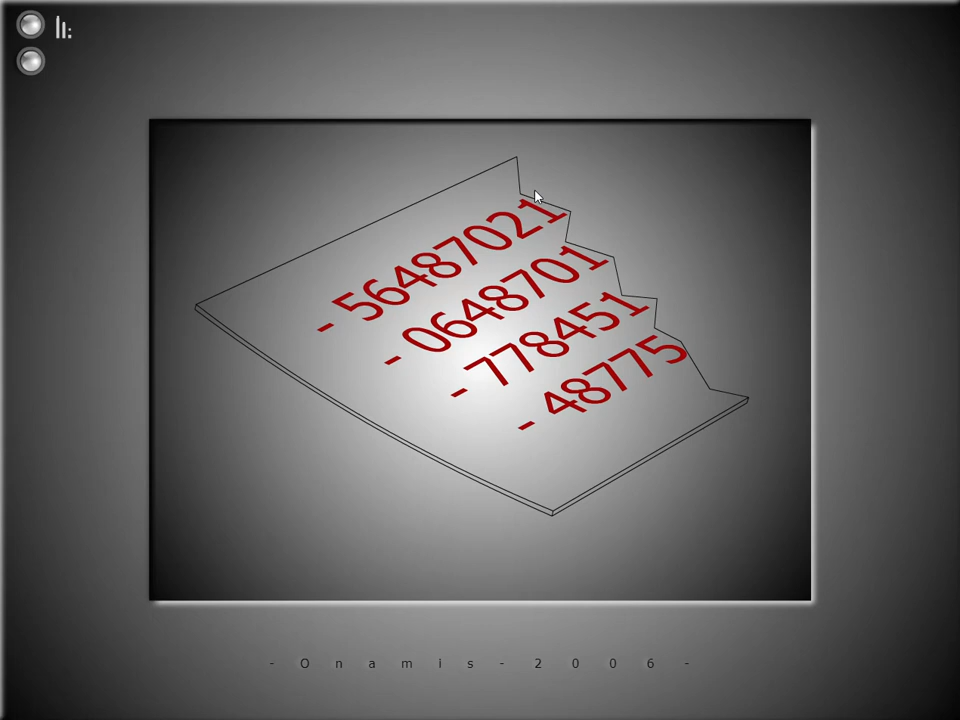 - 56487021
- 0648701
- 778451
- 48775
- O n a m i s - 2 0 0 6 -